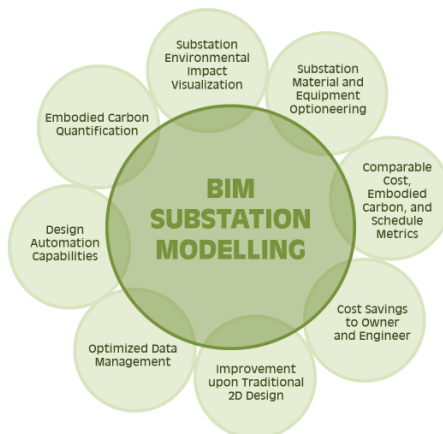 Substation
Environmental
Impact
Visualization
Substation
Material and
Equipment
Optioneering
Embodied Carbon
Quantification
BIM
SUBSTATION
MODELLING
Comparable
Cost,
Embodied
Carbon, and
Schedule
Metrics
Design
Automation
Capabilities
Cost Savings
to Owner
and Engineer
Optimized Data
Management
Improvement
upon Traditional
2D Design